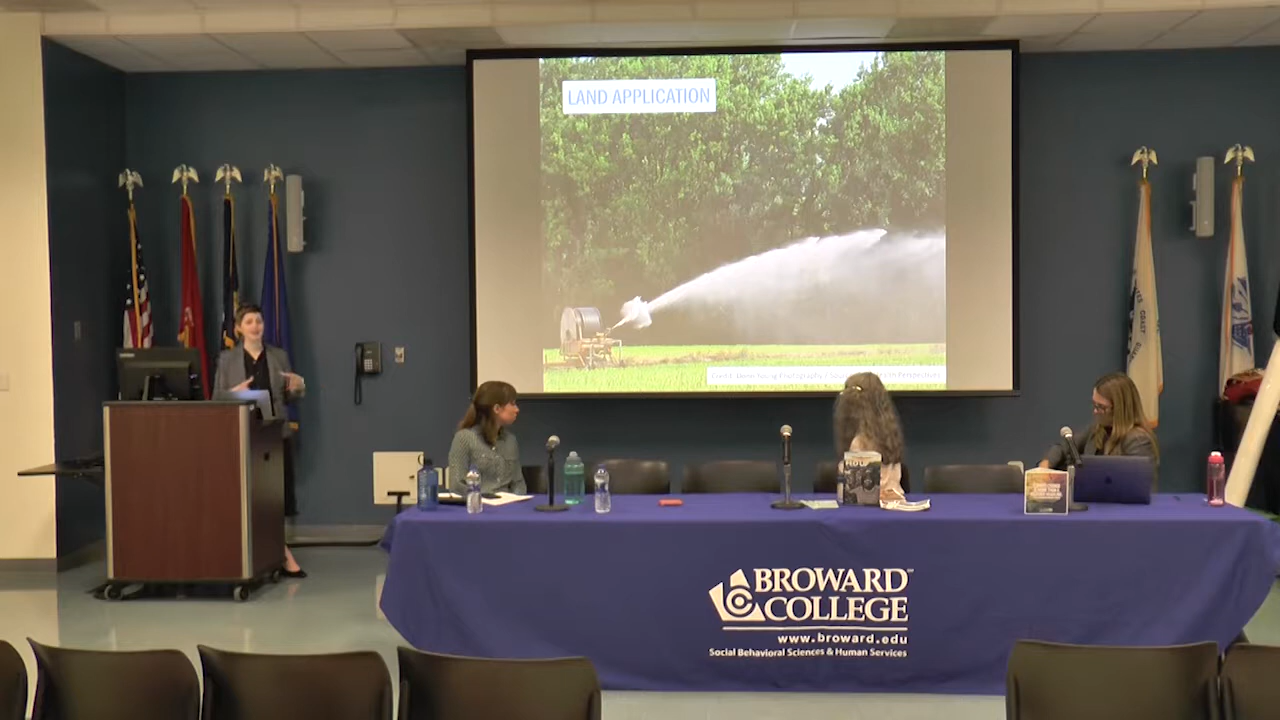 LAND APPLICATION
BROWARD
COLLEGE
www.broward.edu
Social Behavioral Sciences & Human Services